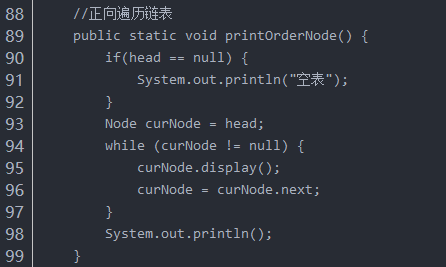 88 //正向遍历链表
89 public static void printOrderNode() {
90 if(head == null) {
91 System.out.println("空表");
92 }
93 Node curNode = head;
94 while (curNode != null) {
95 curNode.display();
96 curNode = curNode.next;
97 }
98 System.out.println();
99 }